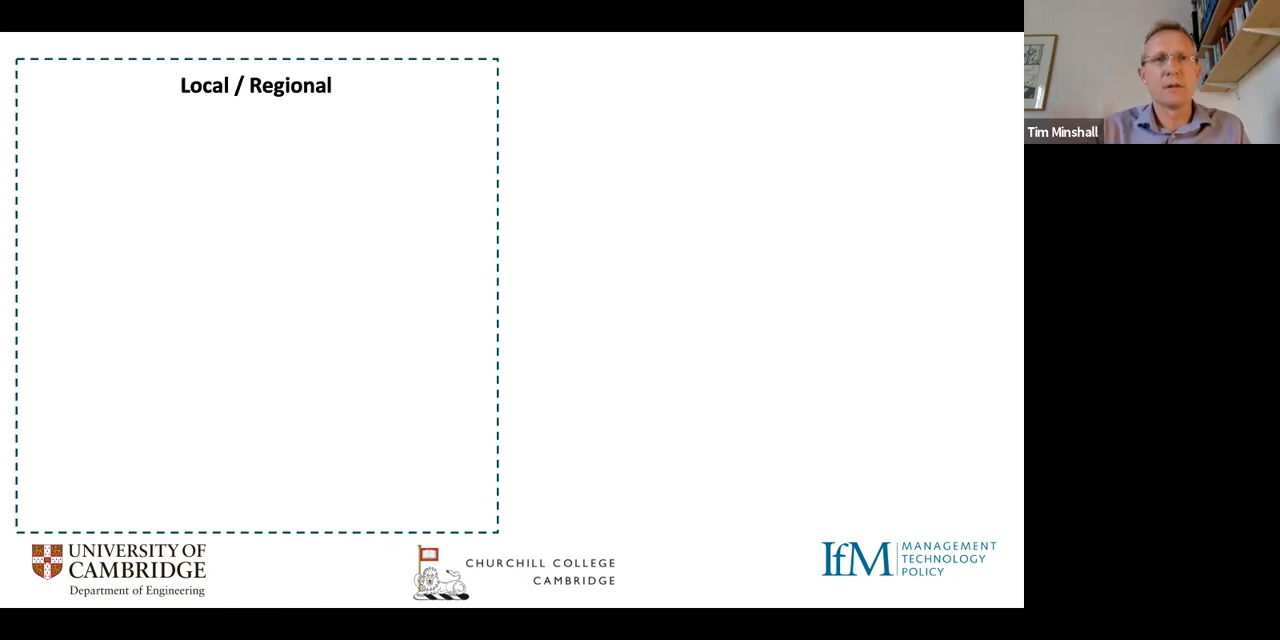 Local / Regional
Tim Minshall
UNIVERSITY OF
CAMBRIDGE
Department of Engineering
CHURCHILL COLLEGE
CAMBRIDGE
IfM
MANAGEMENT
TECHNOLOGY
POLICY